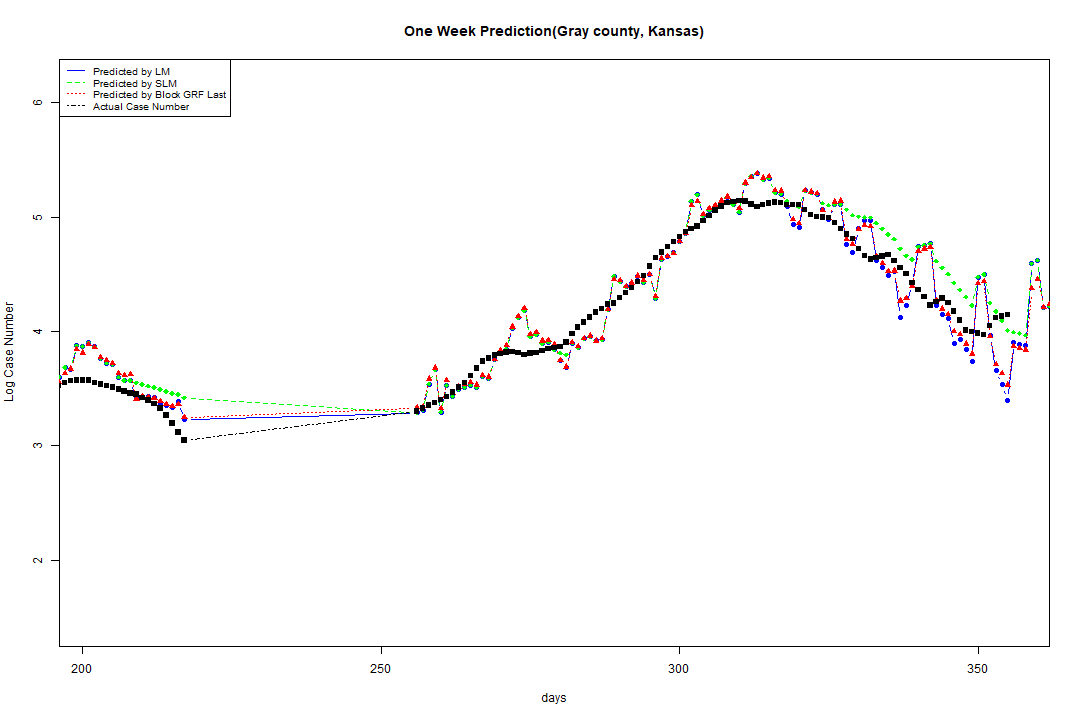 One Week Prediction(Gray county, Kansas)
Predicted by LM
Predicted by SLM
Predicted by Block GRF Last
Actual Case Number
6
5
4
3
2
Log Case Number
200 250 300 350
days